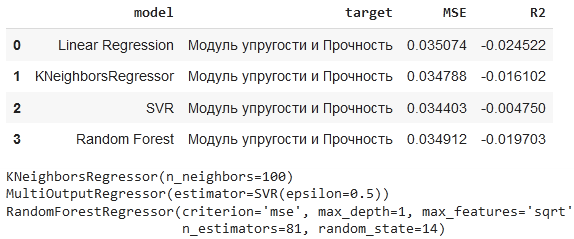 model target MSE R2
0 Linear Regression Модуль упругости и Прочность 0.035074 -0.024522
1 KNeighborsRegressor Модуль упругости и Прочность 0.034788 -0.016102
2 SVR Модуль упругости и Прочность 0.034403 -0.004750
3 Random Forest Модуль упругости и Прочность 0.034912 -0.019703
KNeighborsRegressor(n_neighbors=100)
MultiOutputRegressor(estimator=SVR(epsilon=0.5))
RandomForestRegressor(criterion='mse', max_depth=1, max_features='sqrt'
n_estimators=81, random_state=14)